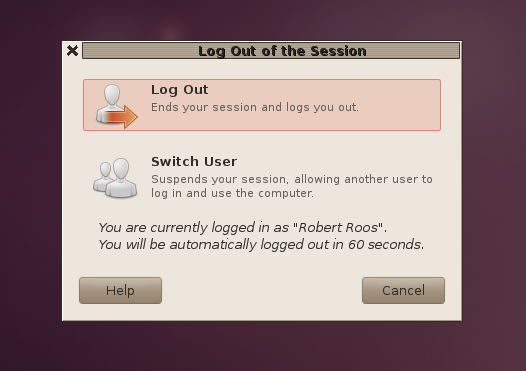 Log Out of the Session
Log Out
Ends your session and logs you out.
Switch User
Suspends your session, allowing another user to
log in and use the computer.
You are currently logged in as "Robert Roos".
You will be automatically logged out in 60 seconds.
Help
Cancel